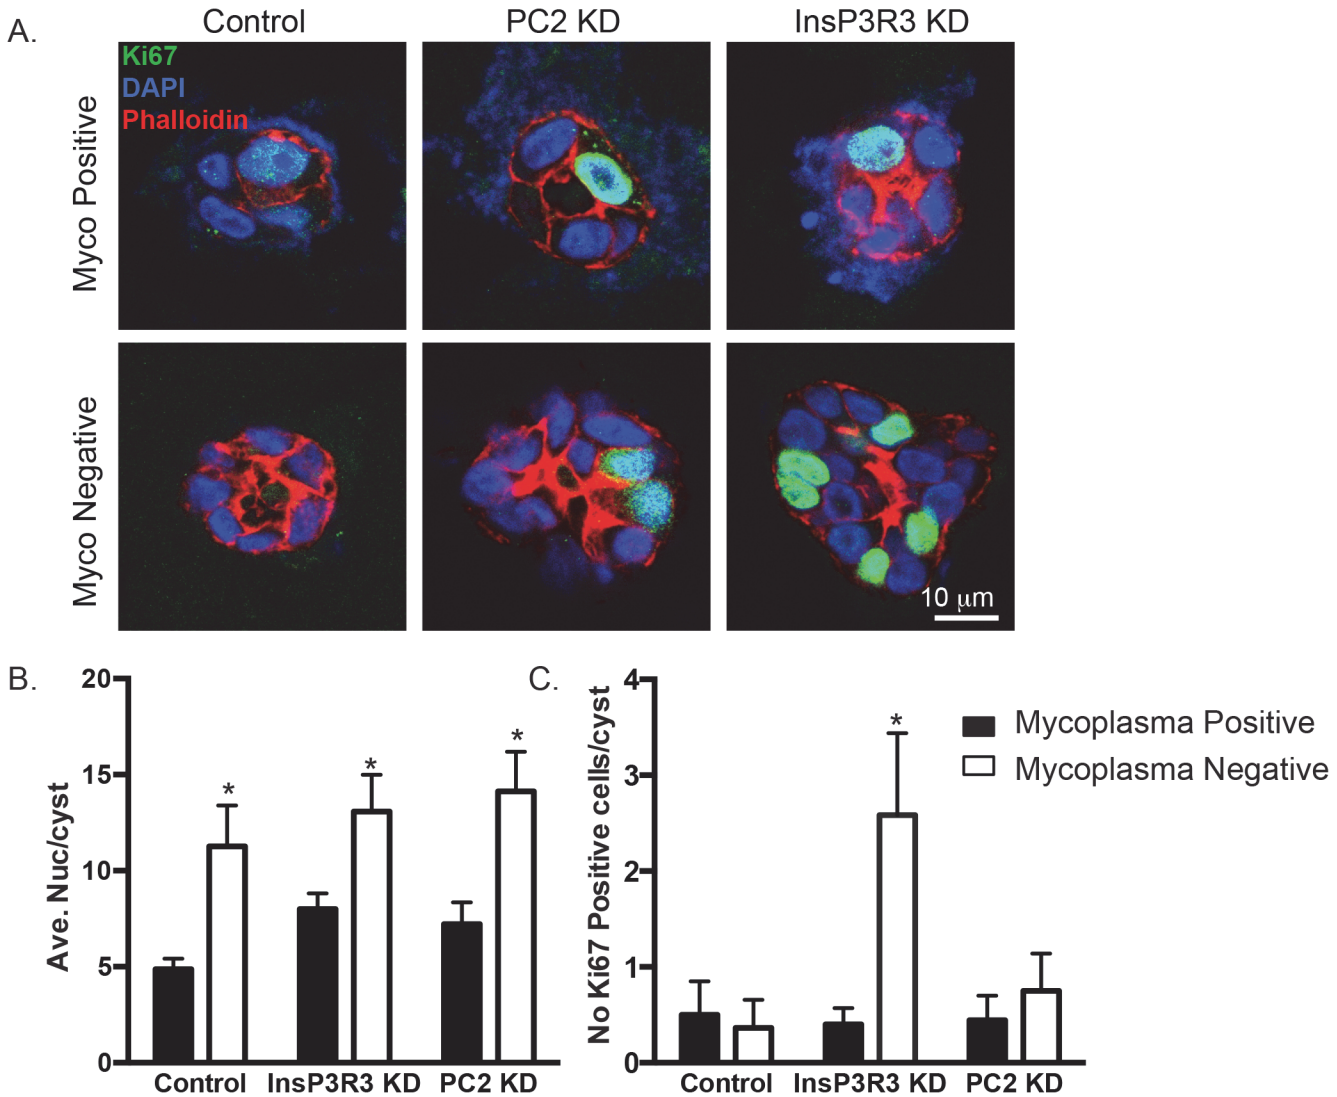 A.
Control PC2 KD InsP3R3 KD
Ki67
DAPI
Phalloidin
Myco Positive
Myco Negative
10 μm
B.
Ave. Nuc/cyst
20
15
10
5
0
*
*
*
Control InsP3R3 KD PC2 KD
C.
No Ki67 Positive cells/cyst
4
3
2
1
0
*
Control InsP3R3 KD PC2 KD
Mycoplasma Positive
Mycoplasma Negative